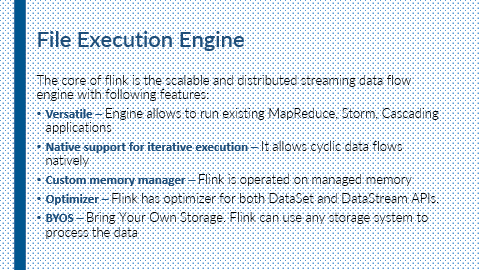 File Execution Engine
The core of flink is the scalable and distributed streaming data flow
engine with following features:
• Versatile – Engine allows to run existing MapReduce, Storm, Cascading
applications
• Native support for iterative execution – It allows cyclic data flows
natively
• Custom memory manager – Flink is operated on managed memory
• Optimizer – Flink has optimizer for both DataSet and DataStream APIs.
• BYOS – Bring Your Own Storage. Flink can use any storage system to
process the data